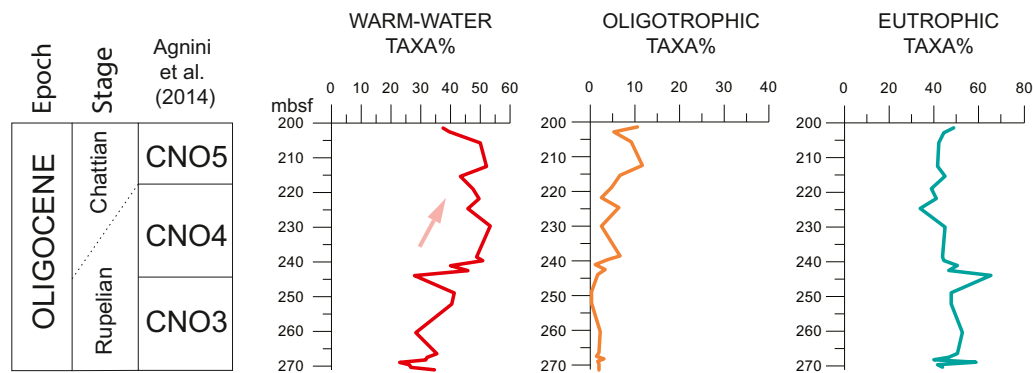 Epoch
Stage
Agnini
et al.
(2014)
OLIGOCENE
Chattian
Rupelian
CNO5
CNO4
CNO3
WARM-WATER
TAXA%
mbsf
0 10 20 30 40 50 60
200
210
220
230
240
250
260
270
OLIGOTROPHIC
TAXA%
0 10 20 30 40
200
210
220
230
240
250
260
270
EUTROPHIC
TAXA%
0 20 40 60 80
200
210
220
230
240
250
260
270